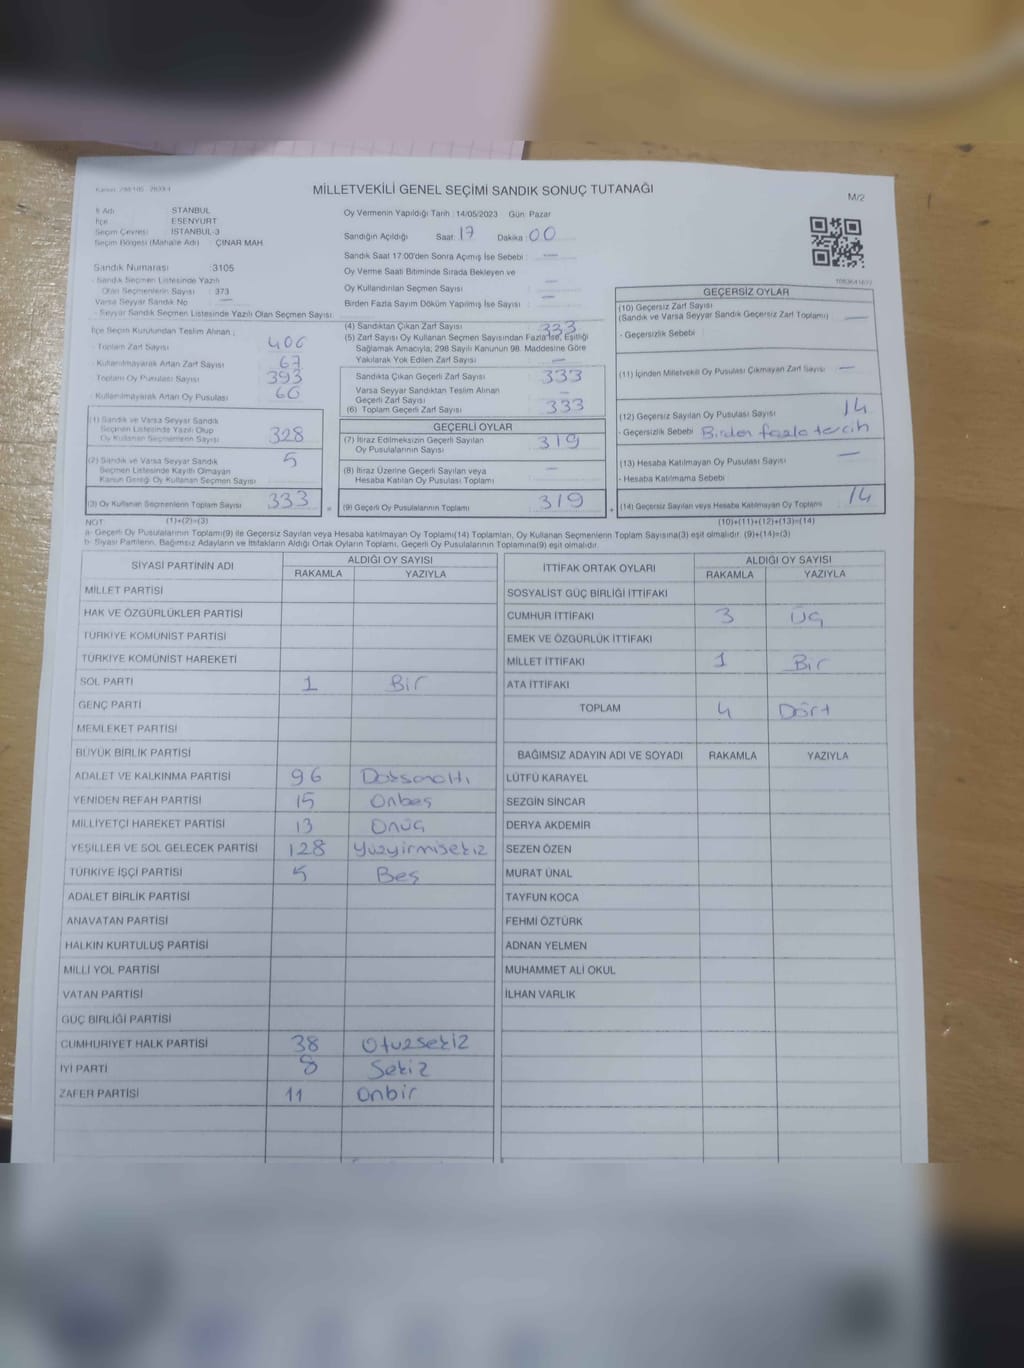 MİLLETVEKİLİ GENEL SEÇİMİ SANDIK SONUÇ TUTANAĞI
M/2
İl Adı İSTANBUL
İlçe ESENYURT
Seçim Çevresi İSTANBUL-3
Seçim Bölgesi (Mahalle Adı) : ÇINAR MAH.
Oy Vermenin Yapıldığı Tarih : 14/05/2023 Gün: Pazar
Sandığın Açıldığı Saat: 17 Dakika: 00
Sandık Saat 17:00'den Sonra Açımış İse Sebebi : —
Oy Verme Saati Bitiminde Sırada Bekleyen ve
Oy Kullandırılan Seçmen Sayısı : —
Birden Fazla Sayım Döküm Yapılmış İse Sayısı : —
Sandık Numarası : 3105
- Sandık Seçmen Listesinde Yazılı
Olan Seçmenlerin Sayısı : 373
Varsa Seyyar Sandık No —
- Seyyar Sandık Seçmen Listesinde Yazılı Olan Seçmen Sayısı :
İlçe Seçim Kurulundan Teslim Alınan ;
- Toplam Zarf Sayısı : 406
- Kullanılmayarak Artan Zarf Sayısı : 67
- Toplam Oy Pusulası Sayısı 393
- Kullanılmayarak Artan Oy Pusulası 60
(1) Sandık ve Varsa Seyyar Sandık
Seçmen Listesinde Yazılı Olup
Oy Kullanan Seçmenlerin Sayısı : 328
(2) Sandık ve Varsa Seyyar Sandık
Seçmen Listesinde Kayıtlı Olmayan
Kanun Gereği Oy Kullanan Seçmen Sayısı : 5
(3) Oy Kullanan Seçmenlerin Toplam Sayısı 333
(4) Sandıktan Çıkan Zarf Sayısı : 333
(5) Zarf Sayısı Oy Kullanan Seçmen Sayısından Fazla İse, Eşitliği
Sağlamak Amacıyla; 298 Sayılı Kanunun 98. Maddesine Göre
Yakılarak Yok Edilen Zarf Sayısı : —
Sandıkta Çıkan Geçerli Zarf Sayısı : 333
Varsa Seyyar Sandıktan Teslim Alınan
Geçerli Zarf Sayısı : —
(6) Toplam Geçerli Zarf Sayısı : 333
GEÇERLİ OYLAR
(7) İtiraz Edilmeksizin Geçerli Sayılan
Oy Pusulalarının Sayısı : 319
(8) İtiraz Üzerine Geçerli Sayılan veya
Hesaba Katılan Oy Pusulası Toplamı : —
= (9) Geçerli Oy Pusulalarının Toplamı : 319
GEÇERSİZ OYLAR
(10) Geçersiz Zarf Sayısı
(Sandık ve Varsa Seyyar Sandık Geçersiz Zarf Toplamı) : —
- Geçersizlik Sebebi :
(11) İçinden Milletvekili Oy Pusulası Çıkmayan Zarf Sayısı : —
(12) Geçersiz Sayılan Oy Pusulası Sayısı : 14
- Geçersizlik Sebebi : Birden fazla tercih
(13) Hesaba Katılmayan Oy Pusulası Sayısı : —
- Hesaba Katılmama Sebebi :
+ (14) Geçersiz Sayılan veya Hesaba Katılmayan Oy Toplamı : 14
NOT: (1)+(2)=(3) (10)+(11)+(12)+(13)=(14)
a- Geçerli Oy Pusulalarının Toplamı(9) ile Geçersiz Sayılan veya Hesaba katılmayan Oy Toplamı(14) Toplamları, Oy Kullanan Seçmenlerin Toplam Sayısına(3) eşit olmalıdır. (9)+(14)=(3)
b- Siyasi Partilerin, Bağımsız Adayların ve İttifakların Aldığı Ortak Oyların Toplamı, Geçerli Oy Pusulalarının Toplamına(9) eşit olmalıdır.
SİYASİ PARTİNİN ADI ALDIĞI OY SAYISI
RAKAMLA YAZIYLA
MİLLET PARTİSİ
HAK VE ÖZGÜRLÜKLER PARTİSİ
TÜRKİYE KOMÜNİST PARTİSİ
TÜRKİYE KOMÜNİST HAREKETİ
SOL PARTİ 1 Bir
GENÇ PARTİ
MEMLEKET PARTİSİ
BÜYÜK BİRLİK PARTİSİ
ADALET VE KALKINMA PARTİSİ 96 Doksanaltı
YENİDEN REFAH PARTİSİ 15 Onbeş
MİLLİYETÇİ HAREKET PARTİSİ 13 Onüç
YEŞİLLER VE SOL GELECEK PARTİSİ 128 Yüzyirmisekiz
TÜRKİYE İŞÇİ PARTİSİ 5 Beş
ADALET BİRLİK PARTİSİ
ANAVATAN PARTİSİ
HALKIN KURTULUŞ PARTİSİ
MİLLİ YOL PARTİSİ
VATAN PARTİSİ
GÜÇ BİRLİĞİ PARTİSİ
CUMHURİYET HALK PARTİSİ 38 Otuzsekiz
İYİ PARTİ 8 Sekiz
ZAFER PARTİSİ 11 Onbir
İTTİFAK ORTAK OYLARI ALDIĞI OY SAYISI
RAKAMLA YAZIYLA
SOSYALİST GÜÇ BİRLİĞİ İTTİFAKI
CUMHUR İTTİFAKI 3 Üç
EMEK VE ÖZGÜRLÜK İTTİFAKI
MİLLET İTTİFAKI 1 Bir
ATA İTTİFAKI
TOPLAM 4 Dört
BAĞIMSIZ ADAYIN ADI VE SOYADI RAKAMLA YAZIYLA
LÜTFÜ KARAYEL
SEZGİN SİNCAR
DERYA AKDEMİR
SEZEN ÖZEN
MURAT ÜNAL
TAYFUN KOCA
FEHMİ ÖZTÜRK
ADNAN YELMEN
MUHAMMET ALİ OKUL
İLHAN VARLIK